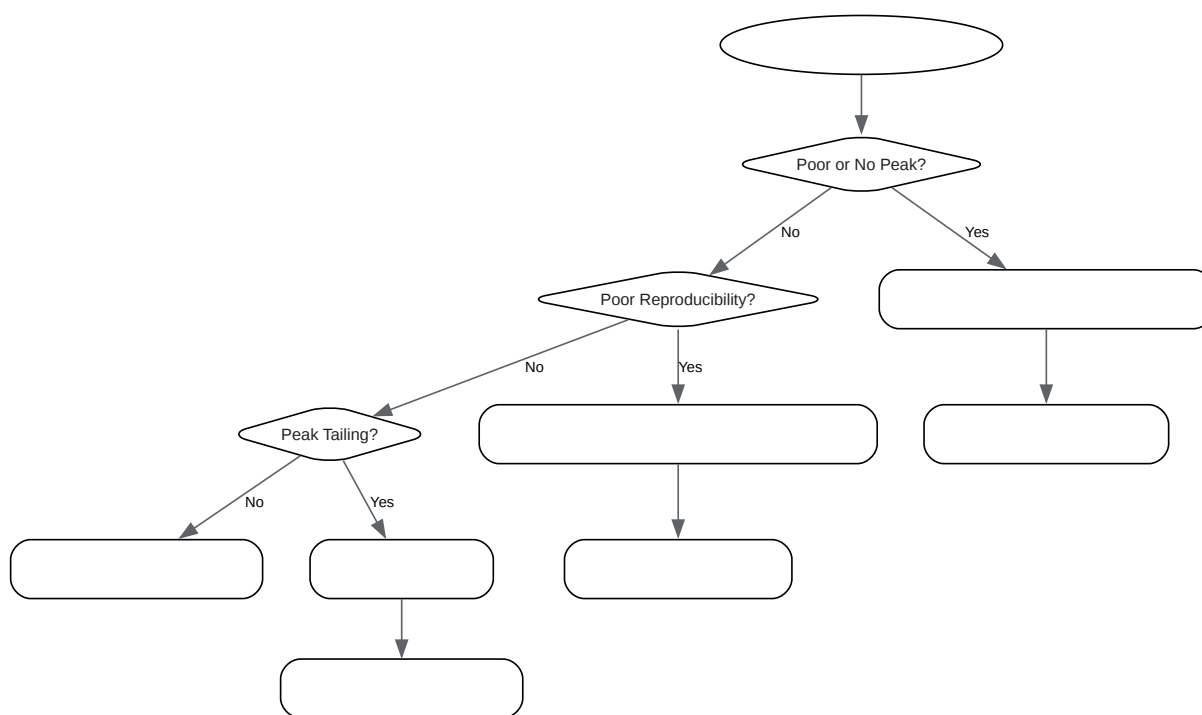 Poor or No Peak?
No
Yes
Poor Reproducibility?
No
Yes
Peak Tailing?
No
Yes